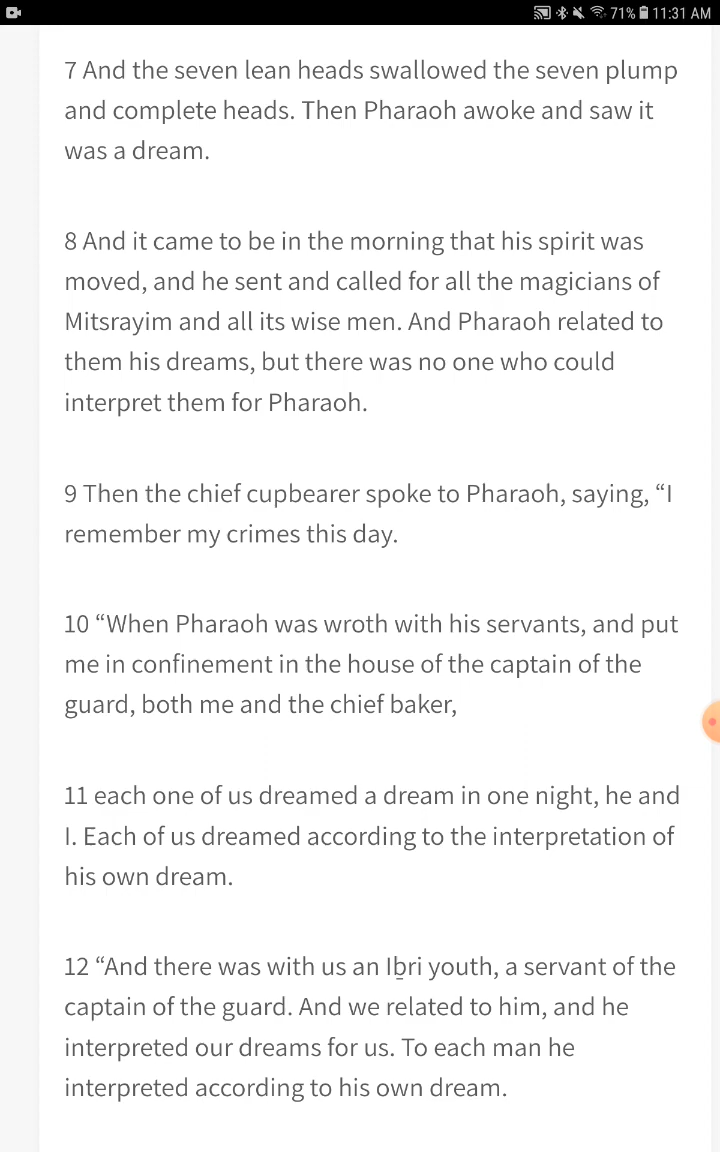 71% 11:31 AM
7 And the seven lean heads swallowed the seven plump
and complete heads. Then Pharaoh awoke and saw it
was a dream.
8 And it came to be in the morning that his spirit was
moved, and he sent and called for all the magicians of
Mitsrayim and all its wise men. And Pharaoh related to
them his dreams, but there was no one who could
interpret them for Pharaoh.
9 Then the chief cupbearer spoke to Pharaoh, saying, “I
remember my crimes this day.
10 “When Pharaoh was wroth with his servants, and put
me in confinement in the house of the captain of the
guard, both me and the chief baker,
11 each one of us dreamed a dream in one night, he and
I. Each of us dreamed according to the interpretation of
his own dream.
12 “And there was with us an Iḇri youth, a servant of the
captain of the guard. And we related to him, and he
interpreted our dreams for us. To each man he
interpreted according to his own dream.